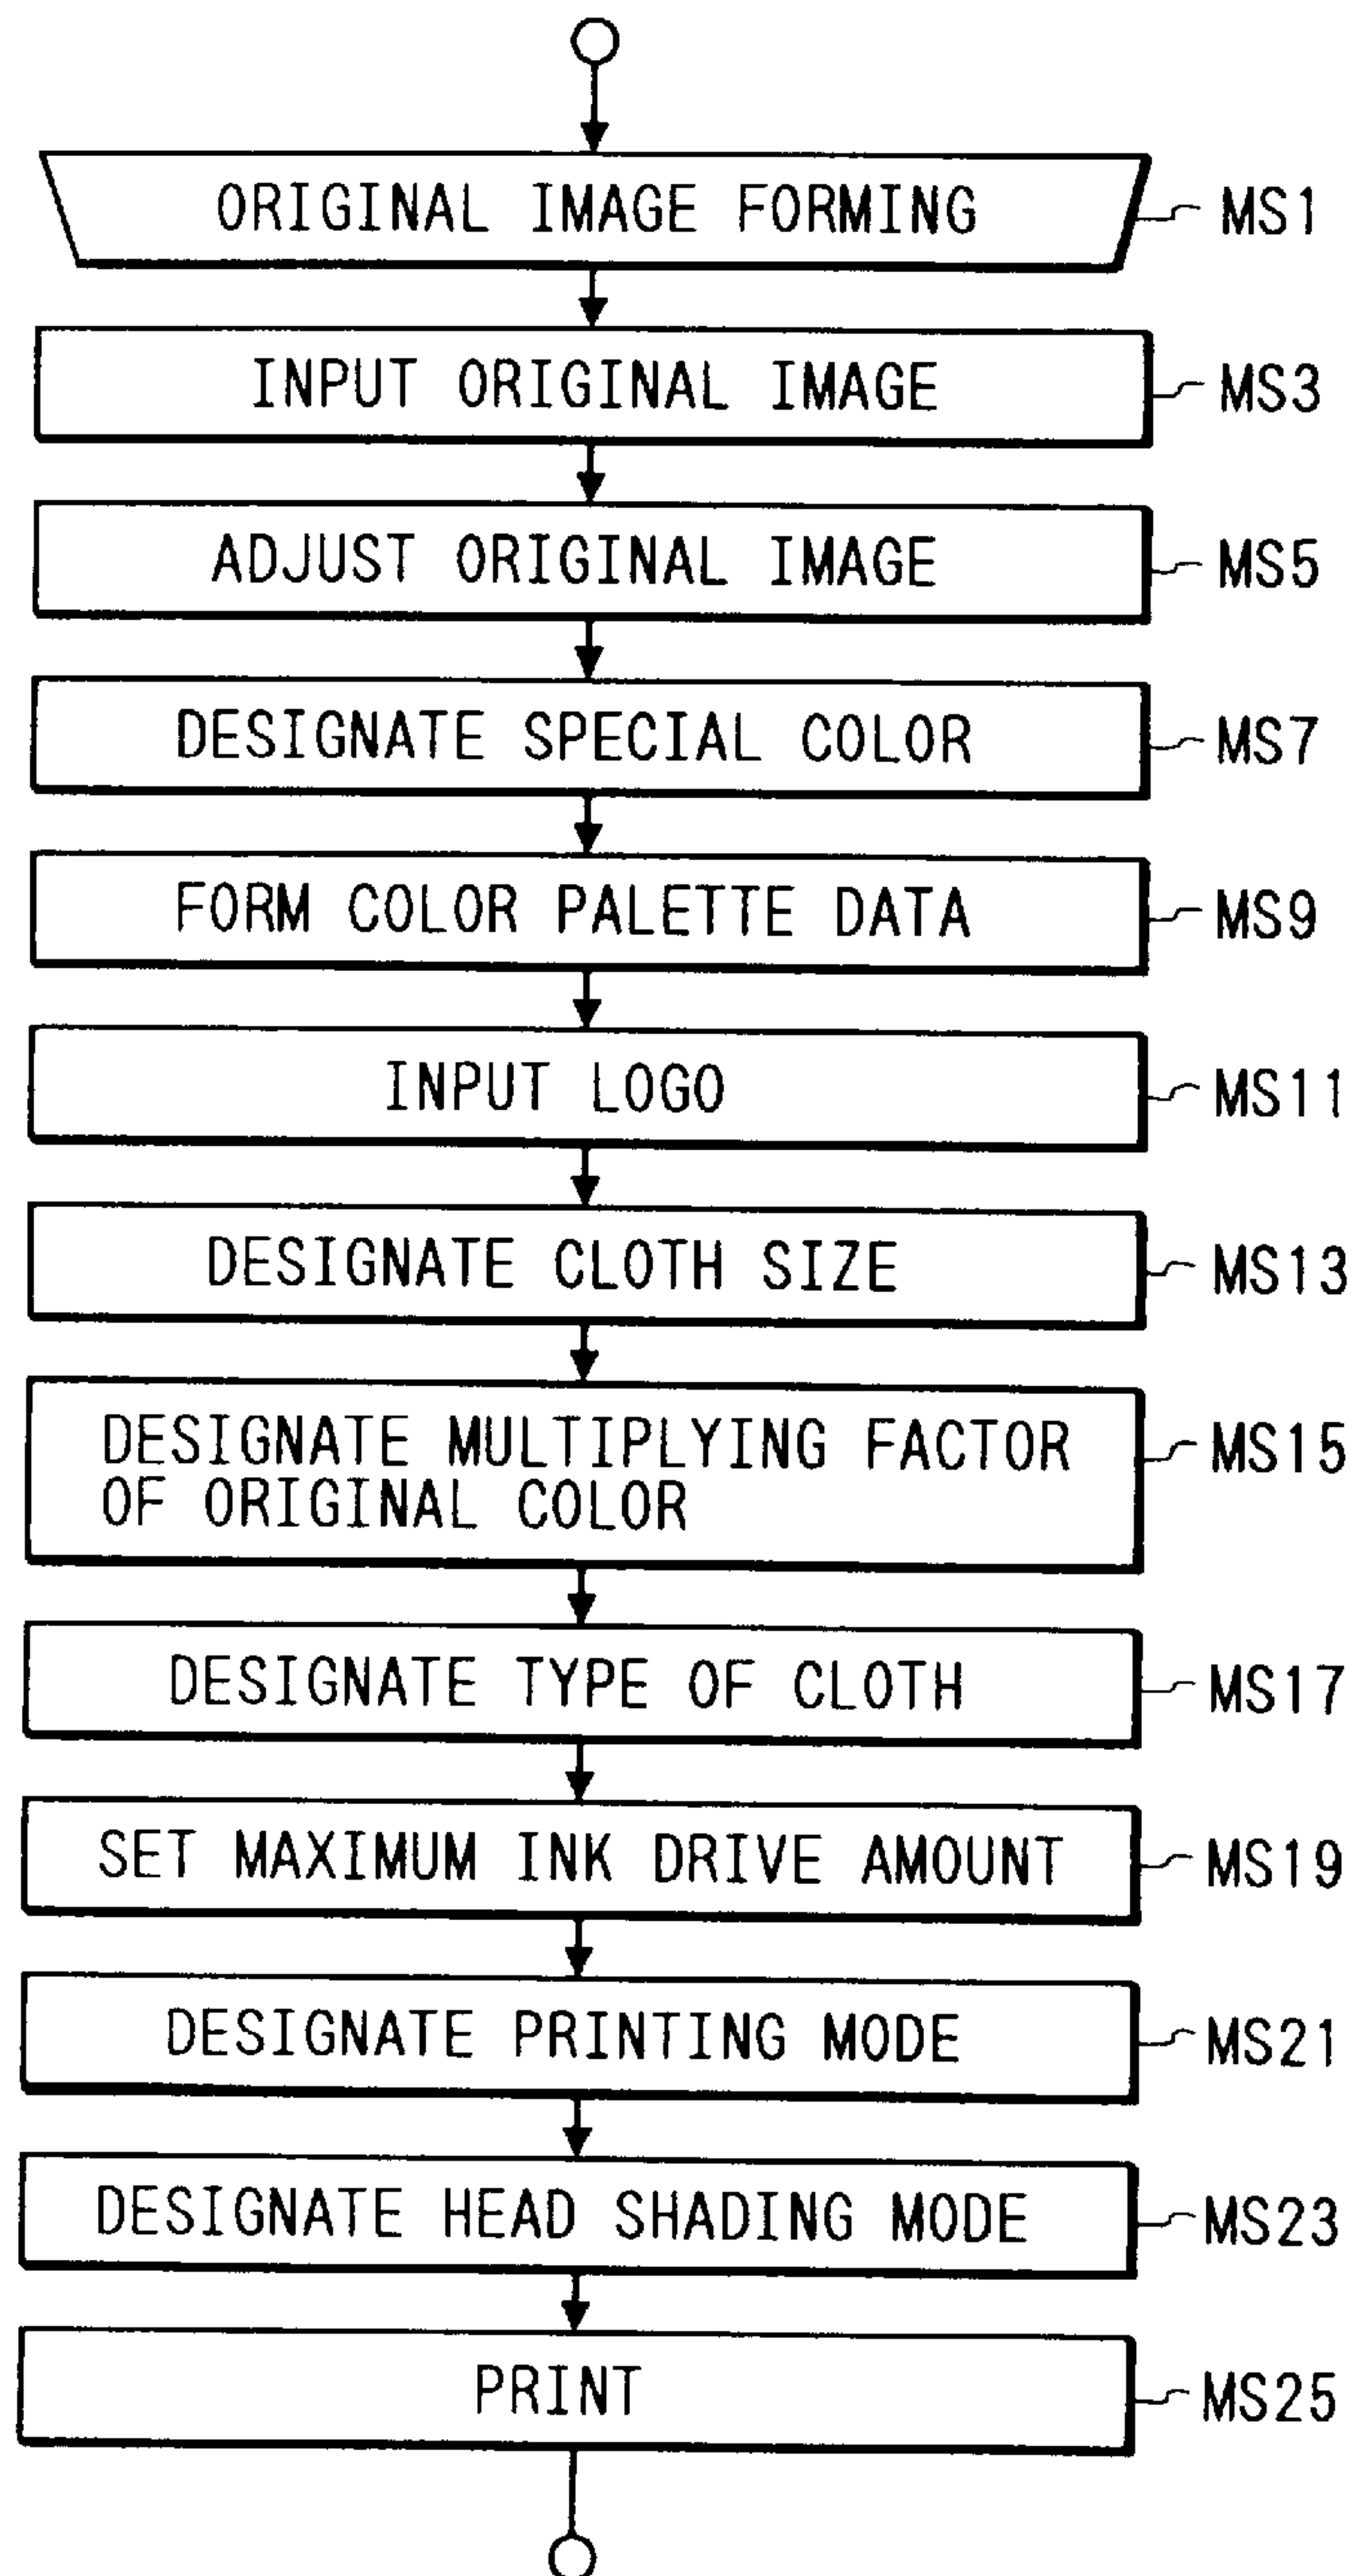 ORIGINAL IMAGE FORMING MS1
INPUT ORIGINAL IMAGE MS3
ADJUST ORIGINAL IMAGE MS5
DESIGNATE SPECIAL COLOR MS7
FORM COLOR PALETTE DATA MS9
INPUT LOGO MS11
DESIGNATE CLOTH SIZE MS13
DESIGNATE MULTIPLYING FACTOR MS15
OF ORIGINAL COLOR
DESIGNATE TYPE OF CLOTH MS17
SET MAXIMUM INK DRIVE AMOUNT MS19
DESIGNATE PRINTING MODE MS21
DESIGNATE HEAD SHADING MODE MS23
PRINT MS25